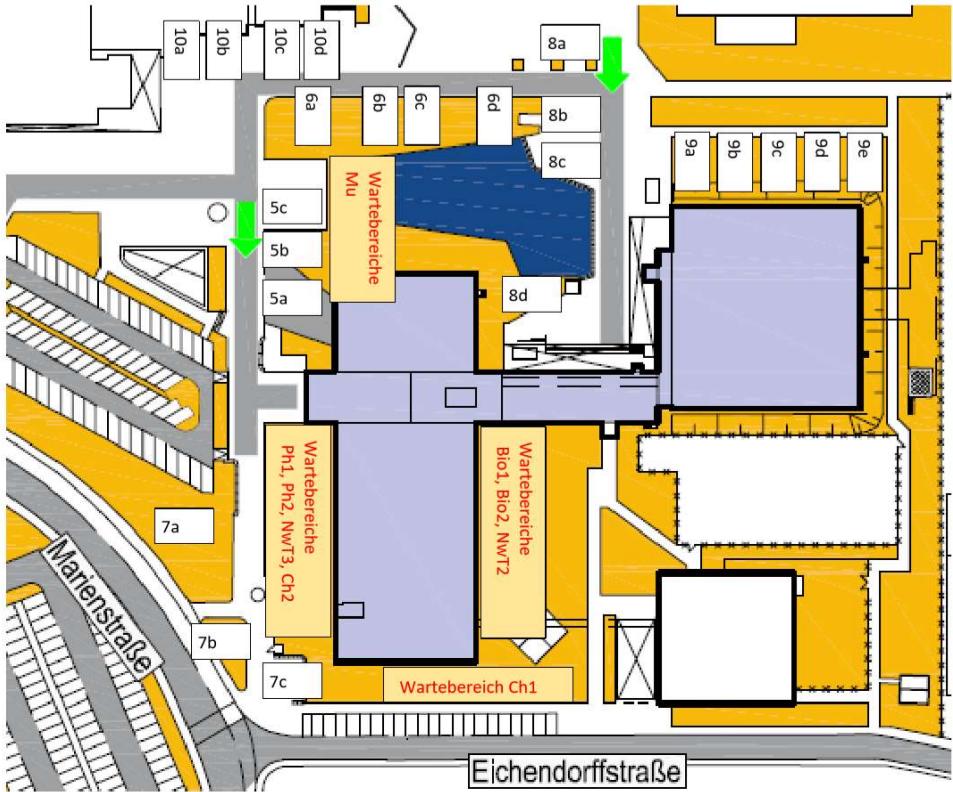 10a
10b
10c
10d
8a
6a
6b
6c
6d
8b
8c
9a
9b
9c
9d
9e
Wartebereiche
Mu
5c
5b
5a
8d
Wartebereiche
Ph1, Ph2, NwT3, Ch2
Wartebereiche
Bio1, Bio2, NwT2
7a
Marienstraße
7b
7c
Wartebereich Ch1
Eichendorffstraße